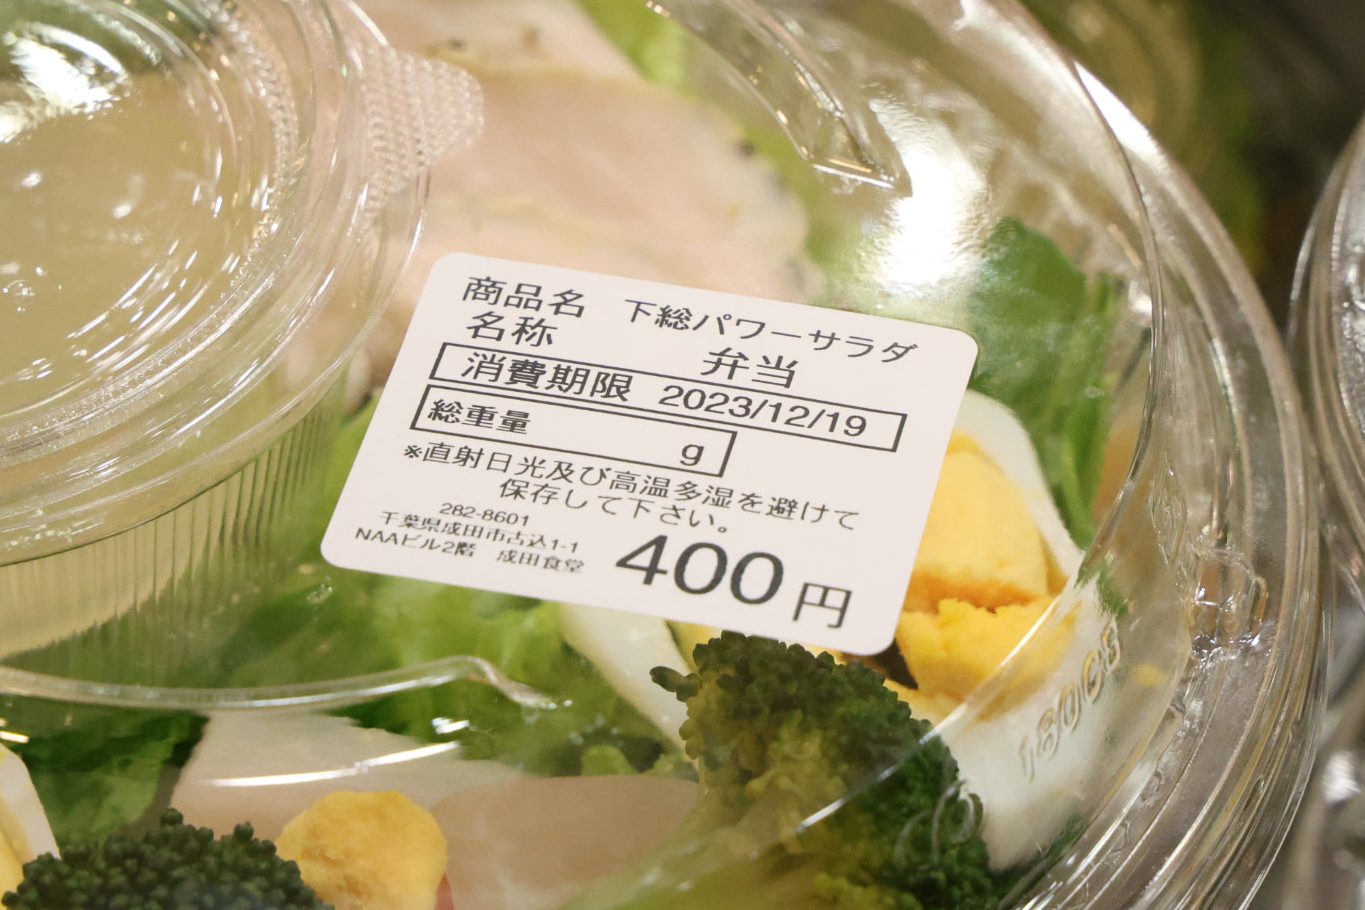 商品名 下総パワーサラダ
名称 弁当
消費期限 2023/12/19
総重量 g
※直射日光及び高温多湿を避けて
保存して下さい。
282-8601
千葉県成田市古込1-1
NAAビル2階 成田食堂
400円